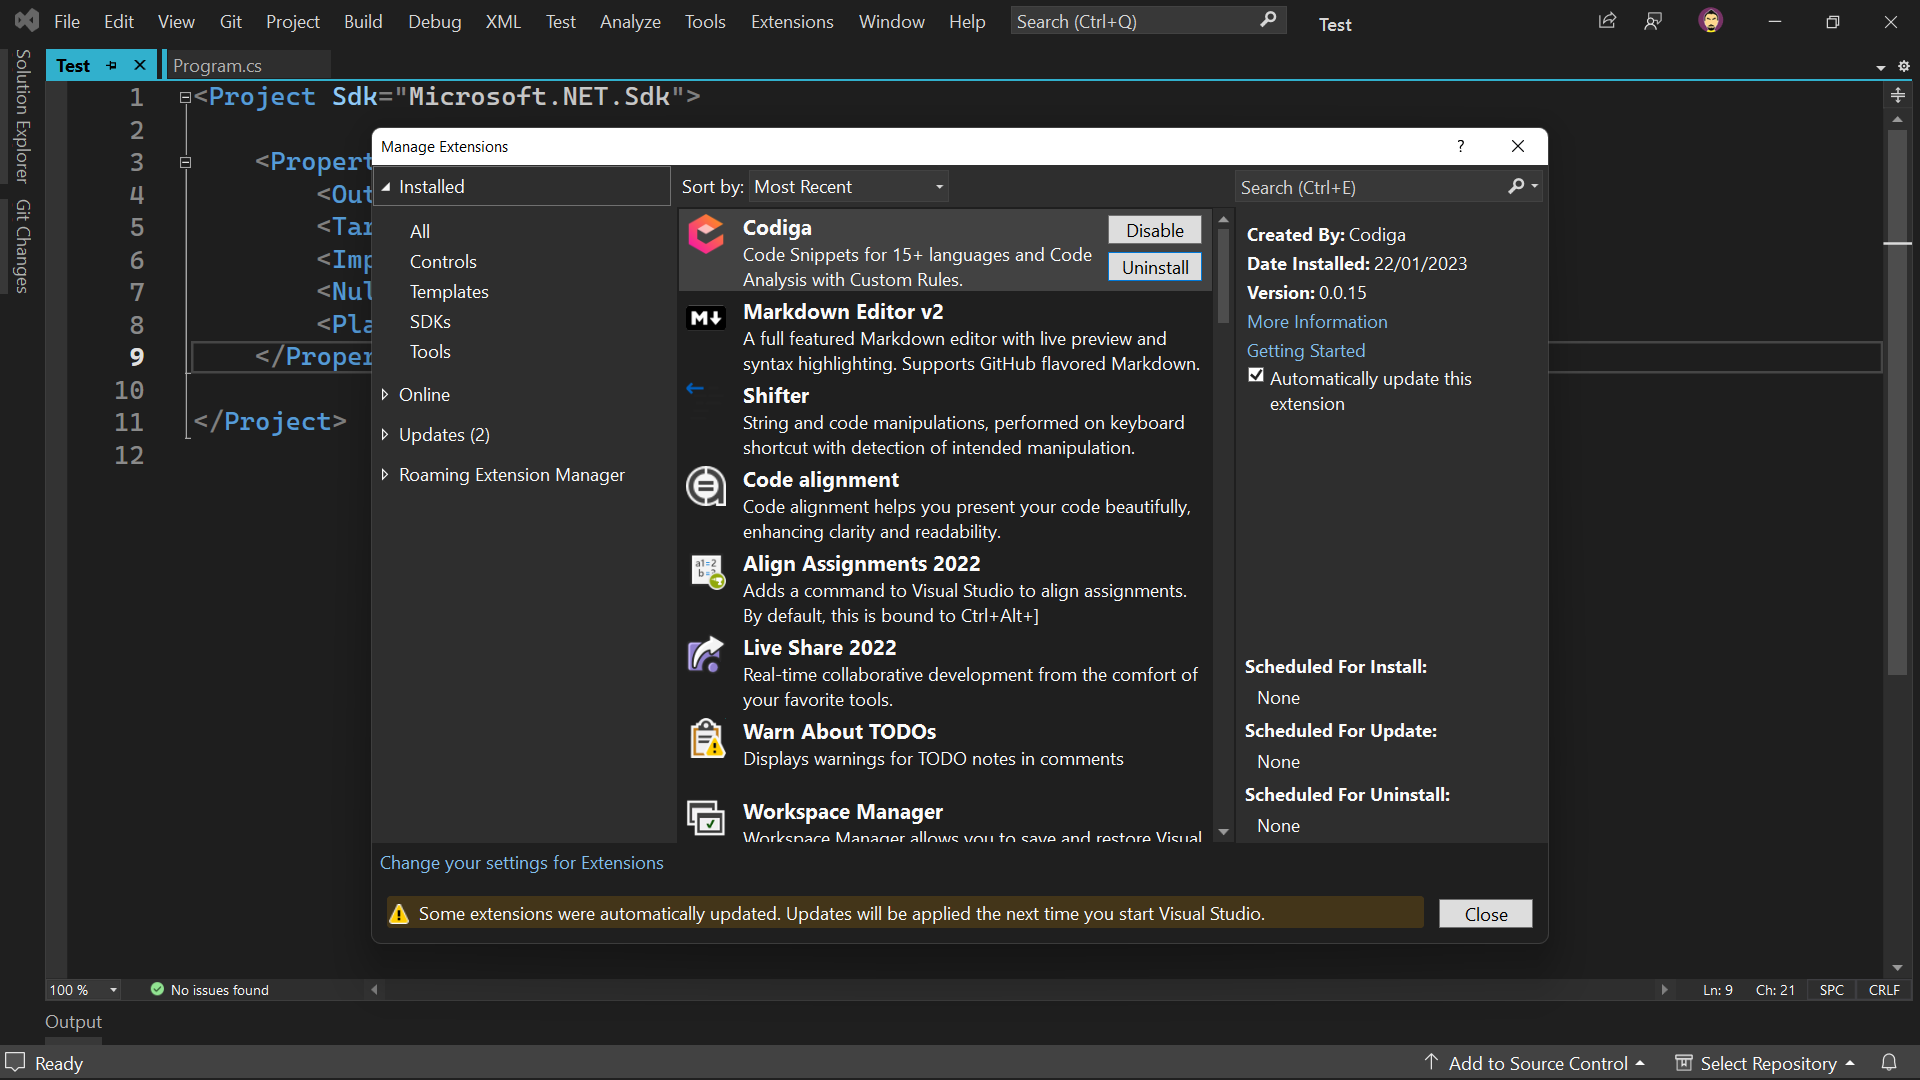 File Edit View Git Project Build Debug XML Test Analyze Tools Extensions Window Help Search (Ctrl+Q) Test
Solution Explorer
Git Changes
Test Program.cs
1 <Project Sdk="Microsoft.NET.Sdk">
2
3 <Propert
4 <Out
5 <Tar
6 <Imp
7 <Nul
8 <Pla
9 </Proper
10
11 </Project>
12
Manage Extensions ?
Installed
All
Controls
Templates
SDKs
Tools
Online
Updates (2)
Roaming Extension Manager
Sort by: Most Recent
Codiga
Code Snippets for 15+ languages and Code
Analysis with Custom Rules.
Disable
Uninstall
M
Markdown Editor v2
A full featured Markdown editor with live preview and
syntax highlighting. Supports GitHub flavored Markdown.
Shifter
String and code manipulations, performed on keyboard
shortcut with detection of intended manipulation.
Code alignment
Code alignment helps you present your code beautifully,
enhancing clarity and readability.
a1=2
Align Assignments 2022
Adds a command to Visual Studio to align assignments.
By default, this is bound to Ctrl+Alt+]
Live Share 2022
Real-time collaborative development from the comfort of
your favorite tools.
Warn About TODOs
Displays warnings for TODO notes in comments
Workspace Manager
Workspace Manager allows you to save and restore Visual
Search (Ctrl+E)
Created By: Codiga
Date Installed: 22/01/2023
Version: 0.0.15
More Information
Getting Started
Automatically update this
extension
Scheduled For Install:
None
Scheduled For Update:
None
Scheduled For Uninstall:
None
Change your settings for Extensions
Some extensions were automatically updated. Updates will be applied the next time you start Visual Studio.
Close
100 % No issues found Ln: 9 Ch: 21 SPC CRLF
Output
Ready Add to Source Control Select Repository